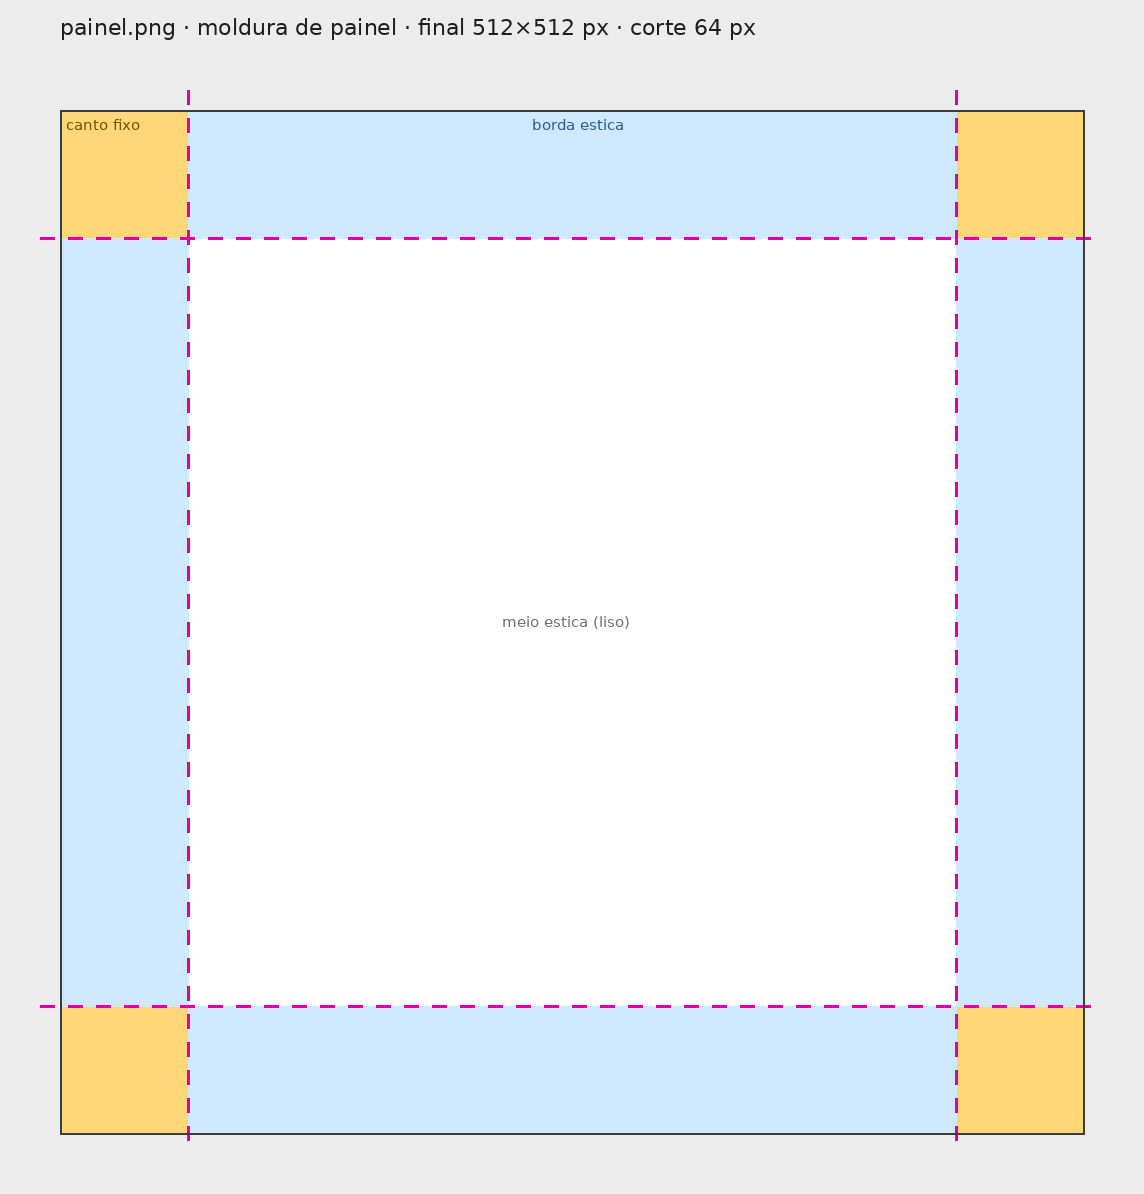 painel.png · moldura de painel · final 512×512 px · corte 64 px
canto fixo
borda estica
meio estica (liso)